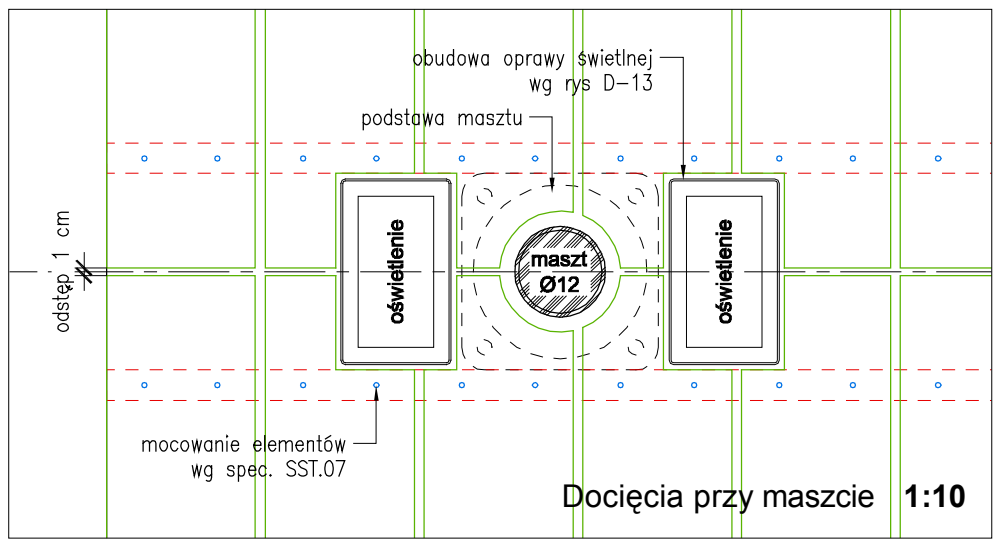 obudowa oprawy świetlnej
wg rys D-13
podstawa masztu
odstęp 1 cm
oświetlenie
maszt
Ø12
oświetlenie
mocowanie elementów
wg spec. SST.07
Docięcia przy maszcie 1:10